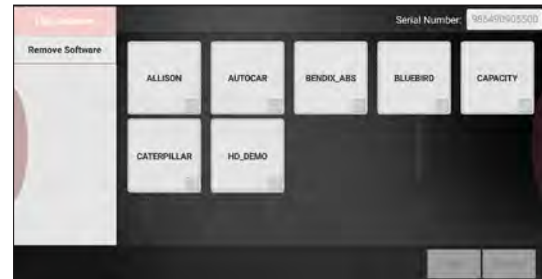 Serial Number:
Remove Software
ALLISON
AUTOCAR
BENDIX_ABS
BLUEBIRD
CAPACITY
CATERPILLAR
HD_DEMO